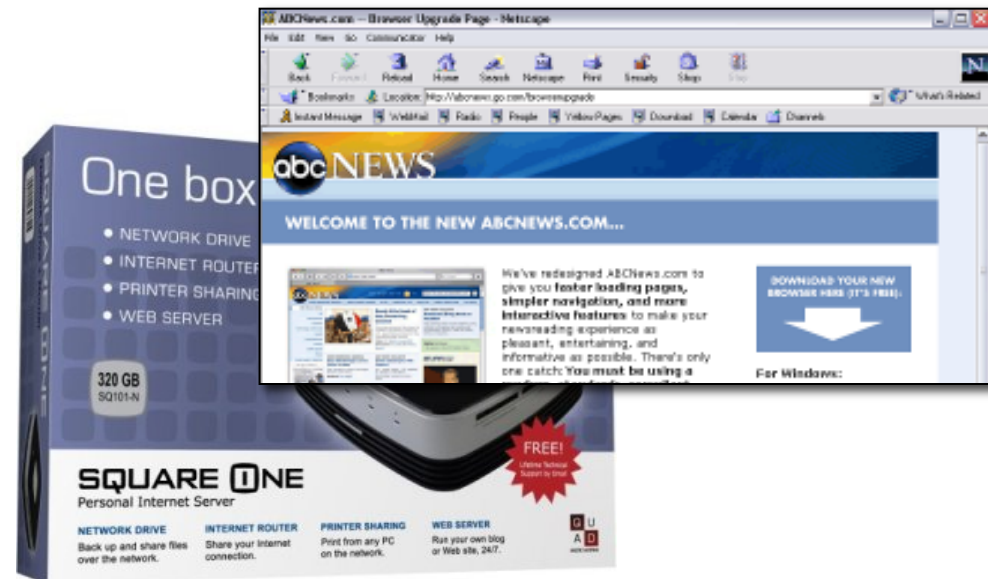 ABCNews.com -- Browser Upgrade Page - Netscape
File Edit View Go Communicator Help
Back Forward Reload Home Search Netscape Print Security Shop Stop
Bookmarks Location: http://abcnews.go.com/browserupgrade What's Related
Instant Message WebMail Radio People Yellow Pages Download Calendar Channels
abc NEWS
WELCOME TO THE NEW ABCNEWS.COM...
We've redesigned ABCNews.com to
give you faster loading pages,
simpler navigation, and more
interactive features to make your
newsreading experience as
pleasant, entertaining, and
informative as possible. There's only
one catch: You must be using a
DOWNLOAD YOUR NEW
BROWSER HERE (IT'S FREE):
For Windows:
One box
• NETWORK DRIVE
• INTERNET ROUTER
• PRINTER SHARING
• WEB SERVER
320 GB
SQ101-N
SQUARE ONE
FREE!
Lifetime Technical
Support by Email
SQUARE ONE
Personal Internet Server
NETWORK DRIVE
Back up and share files
over the network.
INTERNET ROUTER
Share your Internet
connection.
PRINTER SHARING
Print from any PC
on the network.
WEB SERVER
Run your own blog
or Web site, 24/7.
Q U
A D